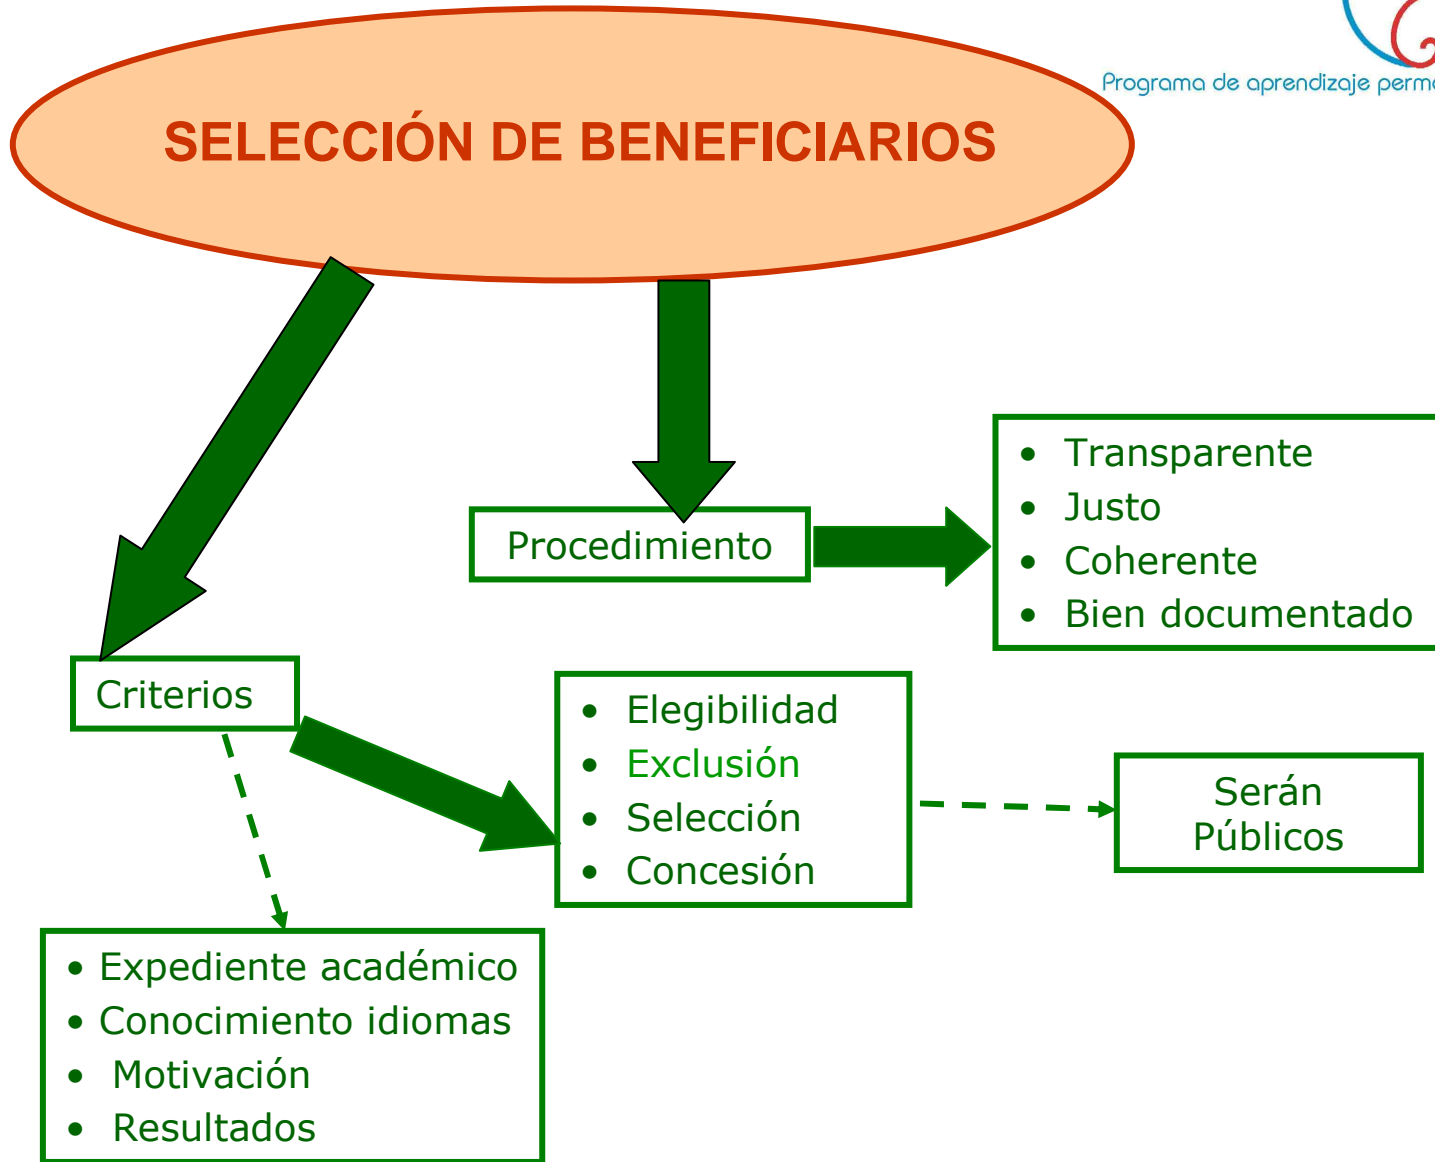 Programa de aprendizaje
SELECCIÓN DE BENEFICIARIOS
Procedimiento
• Transparente
• Justo
• Coherente
• Bien documentado
Criterios
• Elegibilidad
• Exclusión
• Selección
• Concesión
Serán
Públicos
• Expediente académico
• Conocimiento idiomas
• Motivación
• Resultados